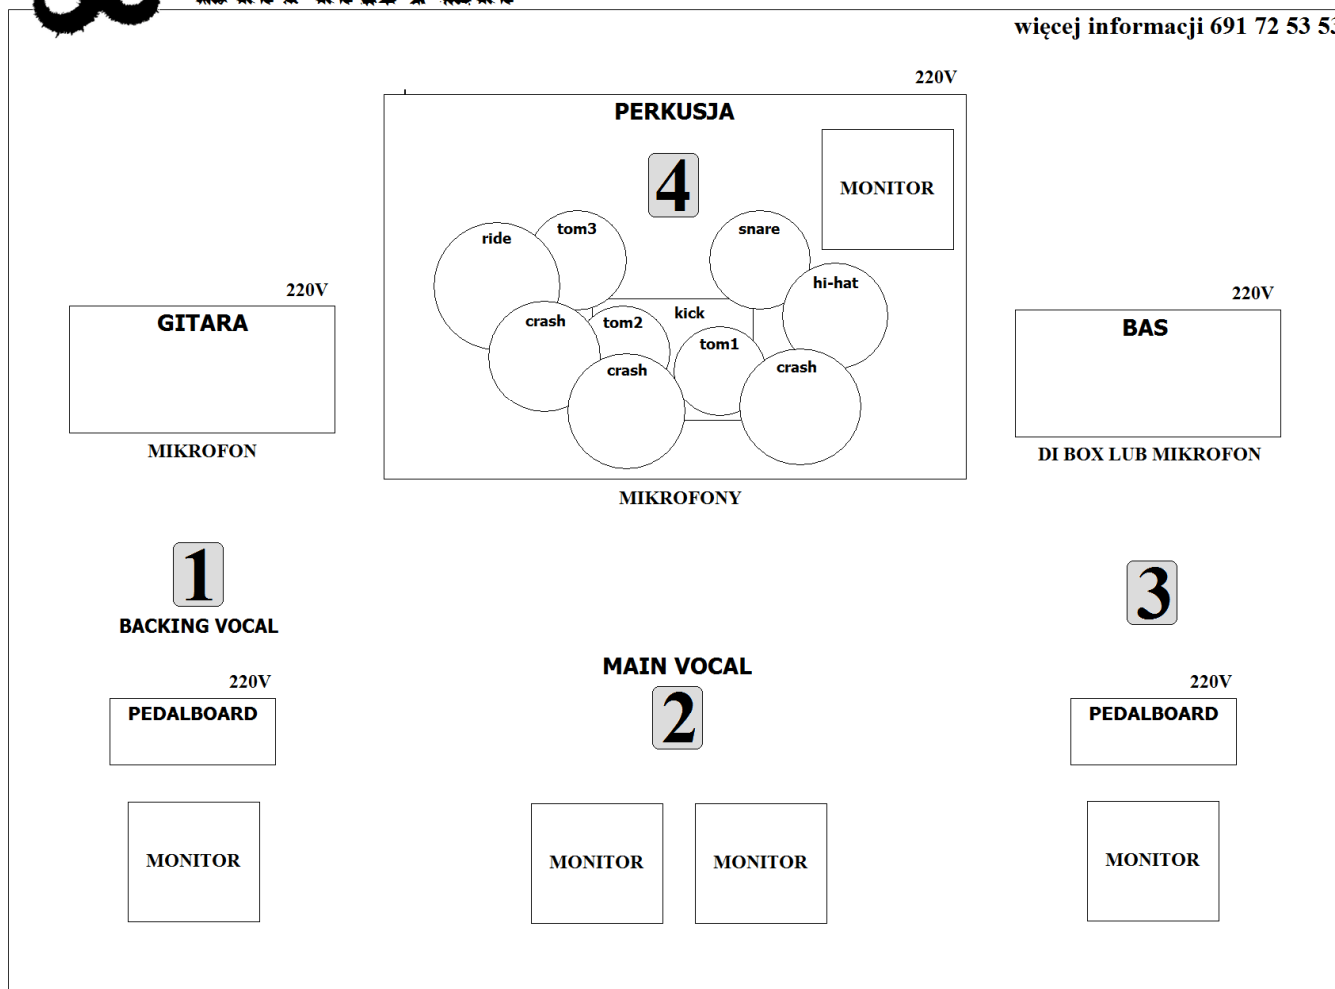 więcej informacji 691 72 53 53
220V
PERKUSJA
4
MONITOR
ride
tom3
snare
hi-hat
kick
crash
tom2
tom1
crash
crash
MIKROFONY
220V
GITARA
MIKROFON
220V
BAS
DI BOX LUB MIKROFON
1
BACKING VOCAL
3
MAIN VOCAL
2
220V
PEDALBOARD
220V
PEDALBOARD
MONITOR
MONITOR
MONITOR
MONITOR